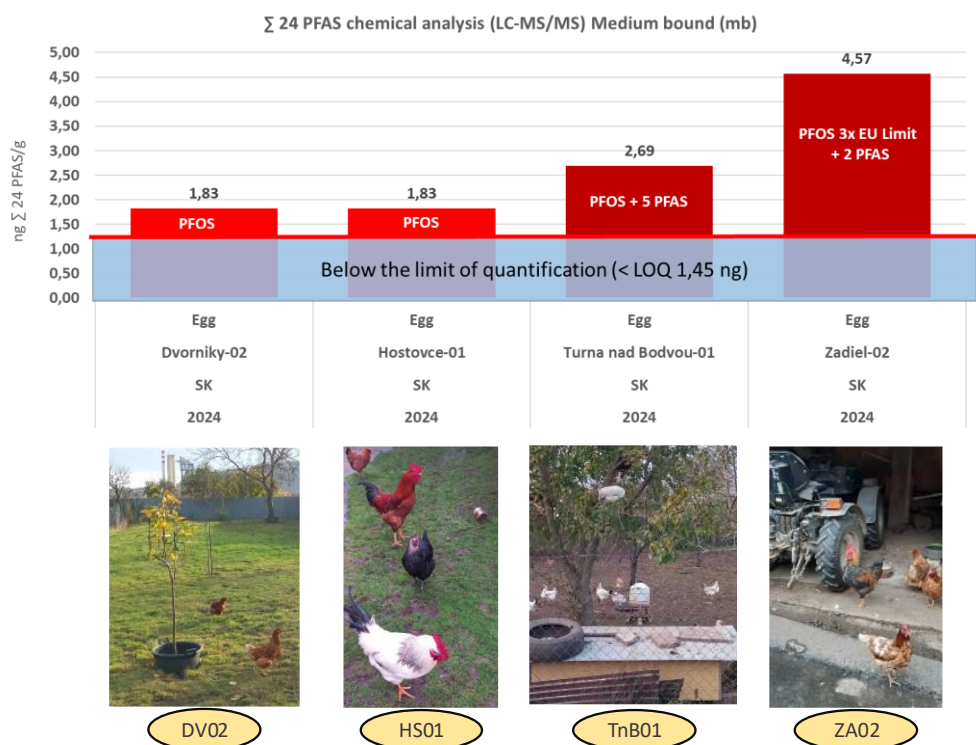 ∑ 24 PFAS chemical analysis (LC-MS/MS) Medium bound (mb)
ng ∑ 24 PFAS/g
5,00
4,50
4,00
3,50
3,00
2,50
2,00
1,50
1,00
0,50
0,00
1,83
1,83
2,69
4,57
PFOS
PFOS
PFOS + 5 PFAS
PFOS 3x EU Limit
+ 2 PFAS
Below the limit of quantification (< LOQ 1,45 ng)
Egg
Dvorniky-02
SK
2024
Egg
Hostovce-01
SK
2024
Egg
Turna nad Bodvou-01
SK
2024
Egg
Zadiel-02
SK
2024
DV02
HS01
TnB01
ZA02